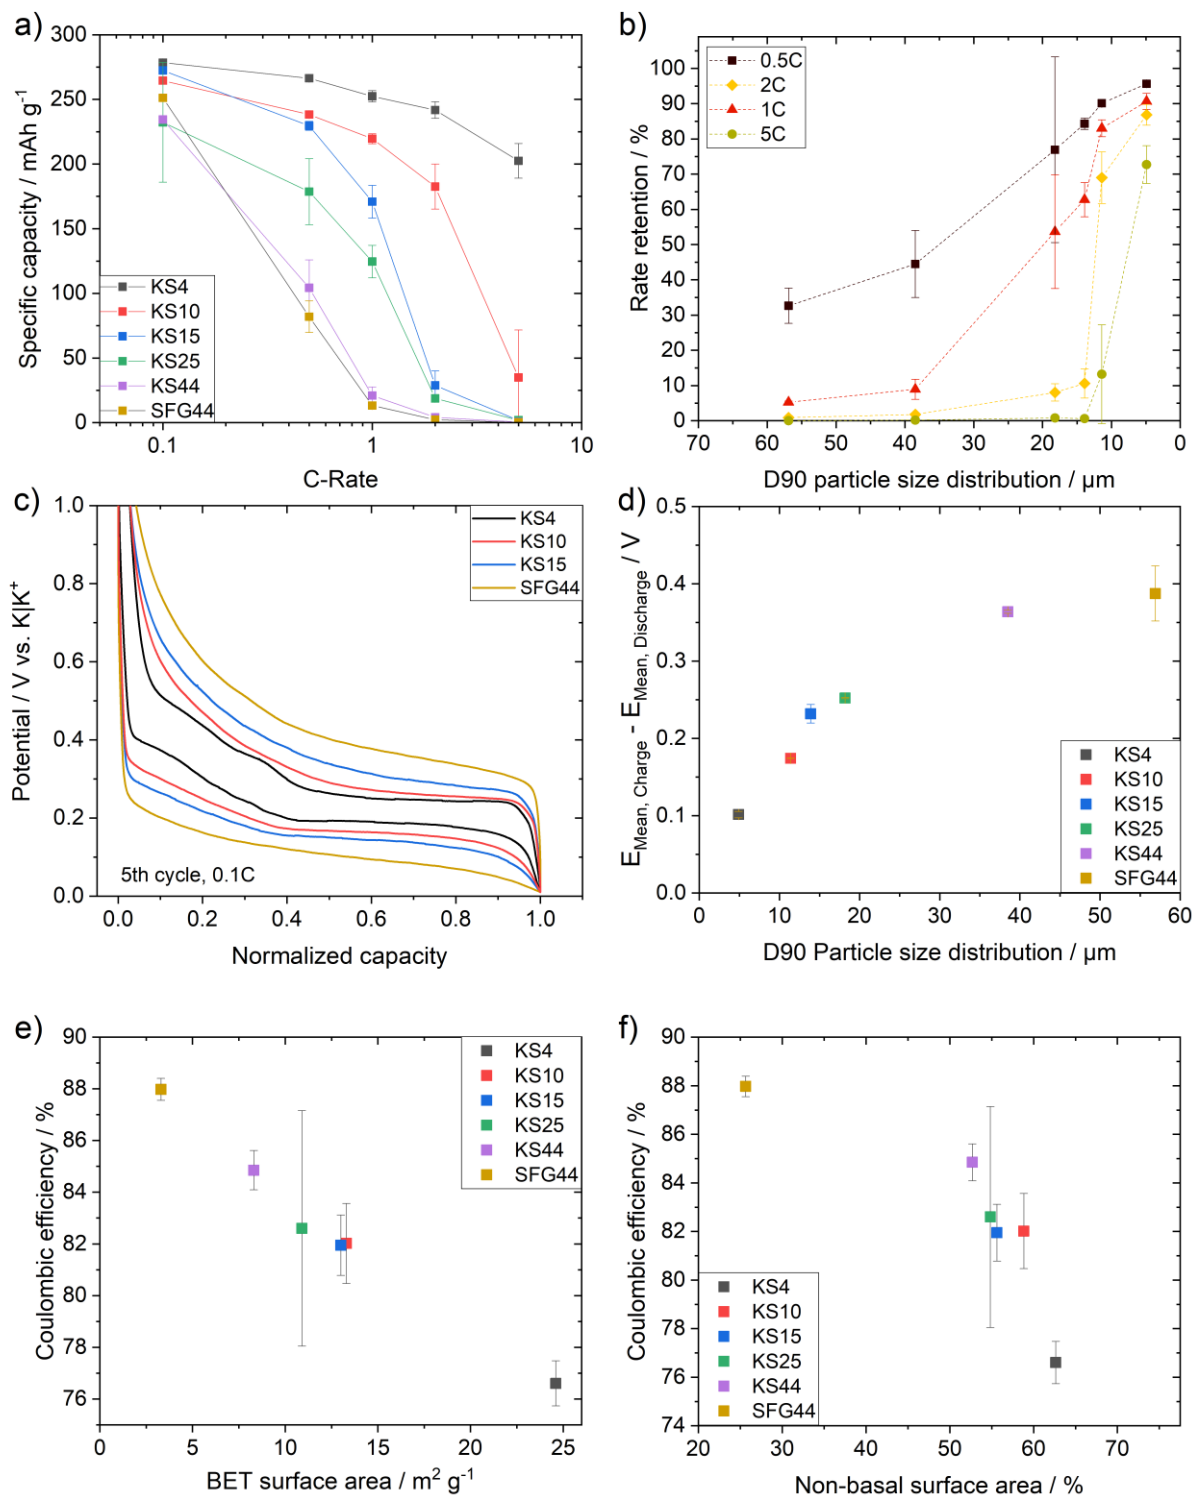 a)
300
250
200
150
100
50
0
0.1
1
10
Specific capacity / mAh g⁻¹
C-Rate
KS4
KS10
KS15
KS25
KS44
SFG44
b)
100
90
80
70
60
50
40
30
20
10
0
70
60
50
40
30
20
10
0
Rate retention / %
D90 particle size distribution / µm
0.5C
2C
1C
5C
c)
1.0
0.8
0.6
0.4
0.2
0.0
0.0
0.2
0.4
0.6
0.8
1.0
Potential / V vs. K|K⁺
Normalized capacity
KS4
KS10
KS15
SFG44
5th cycle, 0.1C
d)
0.5
0.4
0.3
0.2
0.1
0.0
0
10
20
30
40
50
60
E Mean, Charge - E Mean, Discharge / V
D90 Particle size distribution / µm
KS4
KS10
KS15
KS25
KS44
SFG44
e)
90
88
86
84
82
80
78
76
0
5
10
15
20
25
Coulombic efficiency / %
BET surface area / m² g⁻¹
KS4
KS10
KS15
KS25
KS44
SFG44
f)
90
88
86
84
82
80
78
76
74
20
30
40
50
60
70
Coulombic efficiency / %
Non-basal surface area / %
KS4
KS10
KS15
KS25
KS44
SFG44